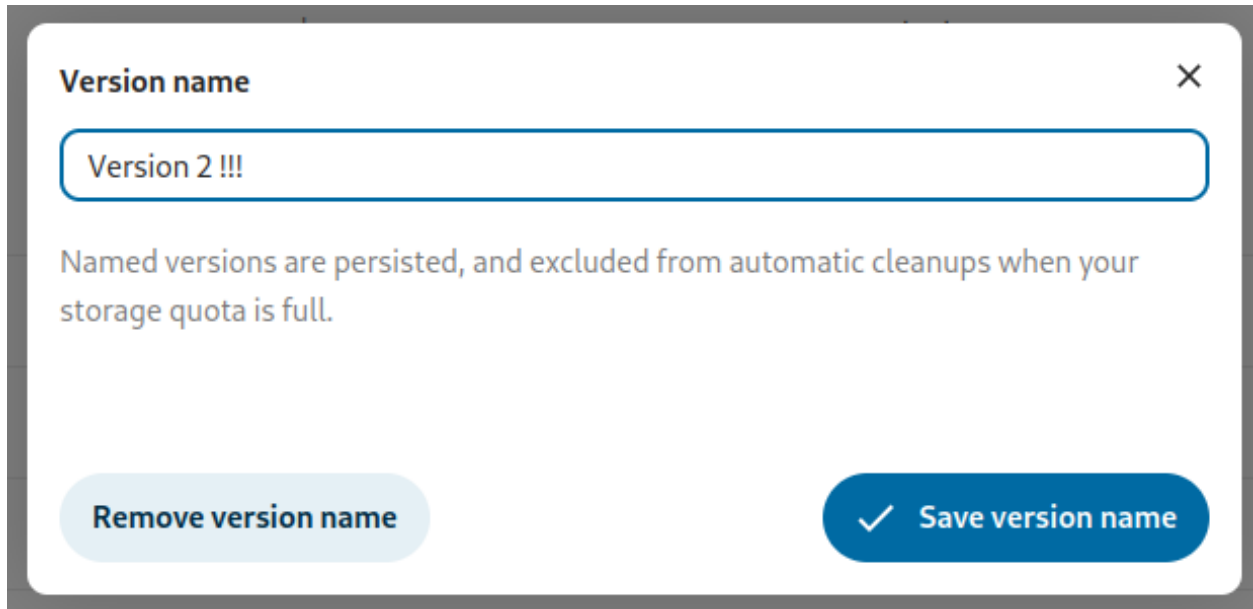 Version name
Version 2 !!!
Named versions are persisted, and excluded from automatic cleanups when your
storage quota is full.
Remove version name
Save version name